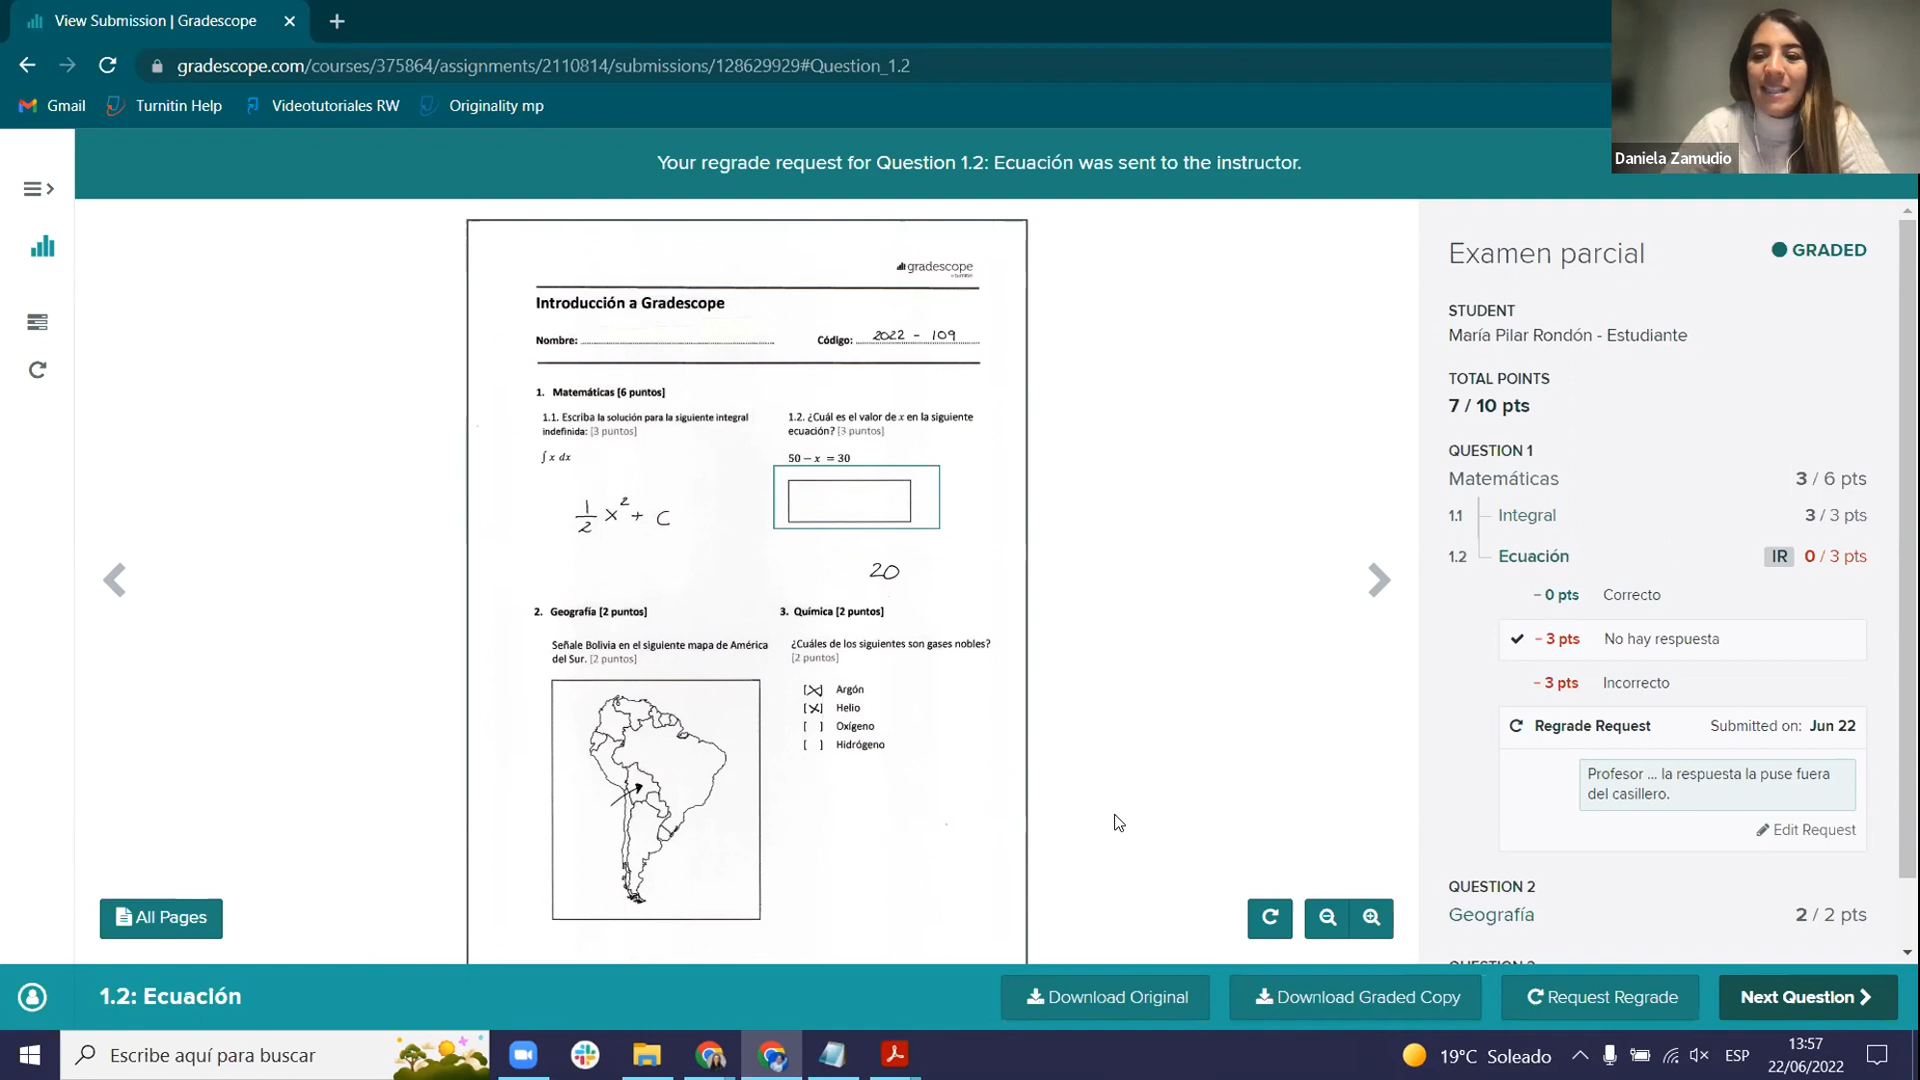 View Submission | Gradescope
gradescope.com/courses/375864/assignments/2110814/submissions/128629929#Question_1.2
Gmail
Turnitin Help
Videotutoriales RW
Originality mp
Daniela Zamudio
Your regrade request for Question 1.2: Ecuación was sent to the instructor.
gradescope
Introducción a Gradescope
Nombre:
Código: 2022 - 109
1. Matemáticas [6 puntos]
1.1. Escriba la solución para la siguiente integral
indefinida: [3 puntos]
∫ x dx
1/2 x² + C
1.2. ¿Cuál es el valor de x en la siguiente
ecuación? [3 puntos]
50 − x = 30
20
2. Geografía [2 puntos]
Señale Bolivia en el siguiente mapa de América
del Sur. [2 puntos]
3. Química [2 puntos]
¿Cuáles de los siguientes son gases nobles?
[2 puntos]
[X] Argón
[X] Helio
[ ] Oxígeno
[ ] Hidrógeno
All Pages
Examen parcial
GRADED
STUDENT
María Pilar Rondón - Estudiante
TOTAL POINTS
7 / 10 pts
QUESTION 1
Matemáticas 3 / 6 pts
1.1 Integral 3 / 3 pts
1.2 Ecuación IR 0 / 3 pts
- 0 pts Correcto
- 3 pts No hay respuesta
- 3 pts Incorrecto
Regrade Request Submitted on: Jun 22
Profesor ... la respuesta la puse fuera
del casillero.
Edit Request
QUESTION 2
Geografía 2 / 2 pts
1.2: Ecuación
Download Original
Download Graded Copy
Request Regrade
Next Question
Escribe aquí para buscar
19°C Soleado
ESP
13:57
22/06/2022